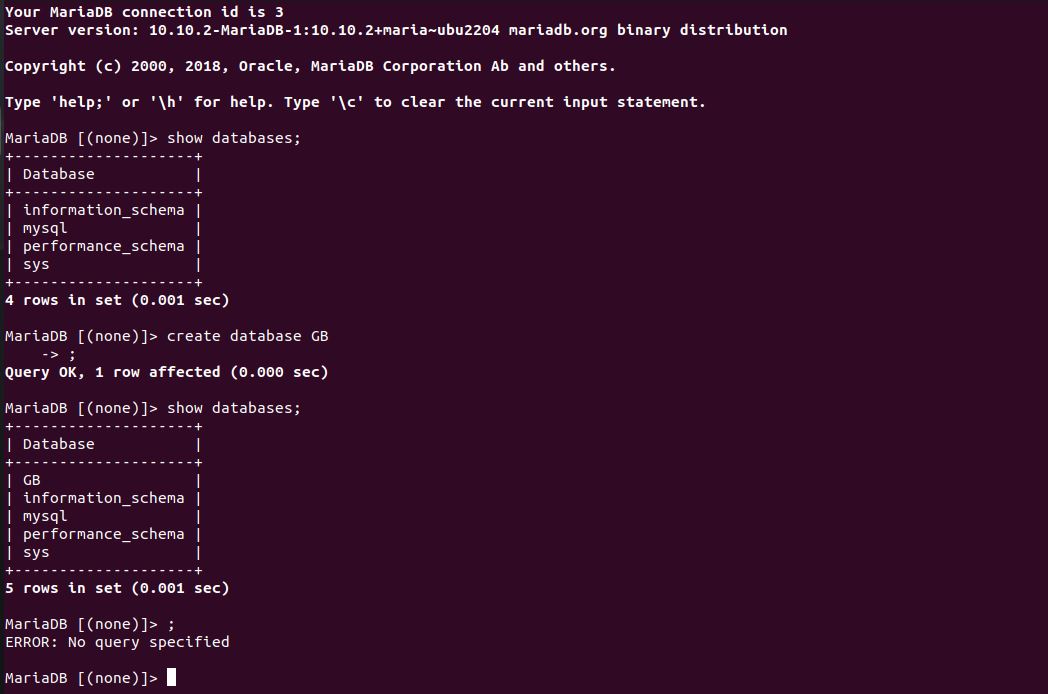 Your MariaDB connection id is 3
Server version: 10.10.2-MariaDB-1:10.10.2+maria~ubu2204 mariadb.org binary distribution

Copyright (c) 2000, 2018, Oracle, MariaDB Corporation Ab and others.

Type 'help;' or '\h' for help. Type '\c' to clear the current input statement.

MariaDB [(none)]> show databases;
+--------------------+
| Database           |
+--------------------+
| information_schema |
| mysql              |
| performance_schema |
| sys                |
+--------------------+
4 rows in set (0.001 sec)

MariaDB [(none)]> create database GB
    -> ;
Query OK, 1 row affected (0.000 sec)

MariaDB [(none)]> show databases;
+--------------------+
| Database           |
+--------------------+
| GB                 |
| information_schema |
| mysql              |
| performance_schema |
| sys                |
+--------------------+
5 rows in set (0.001 sec)

MariaDB [(none)]> ;
ERROR: No query specified

MariaDB [(none)]>